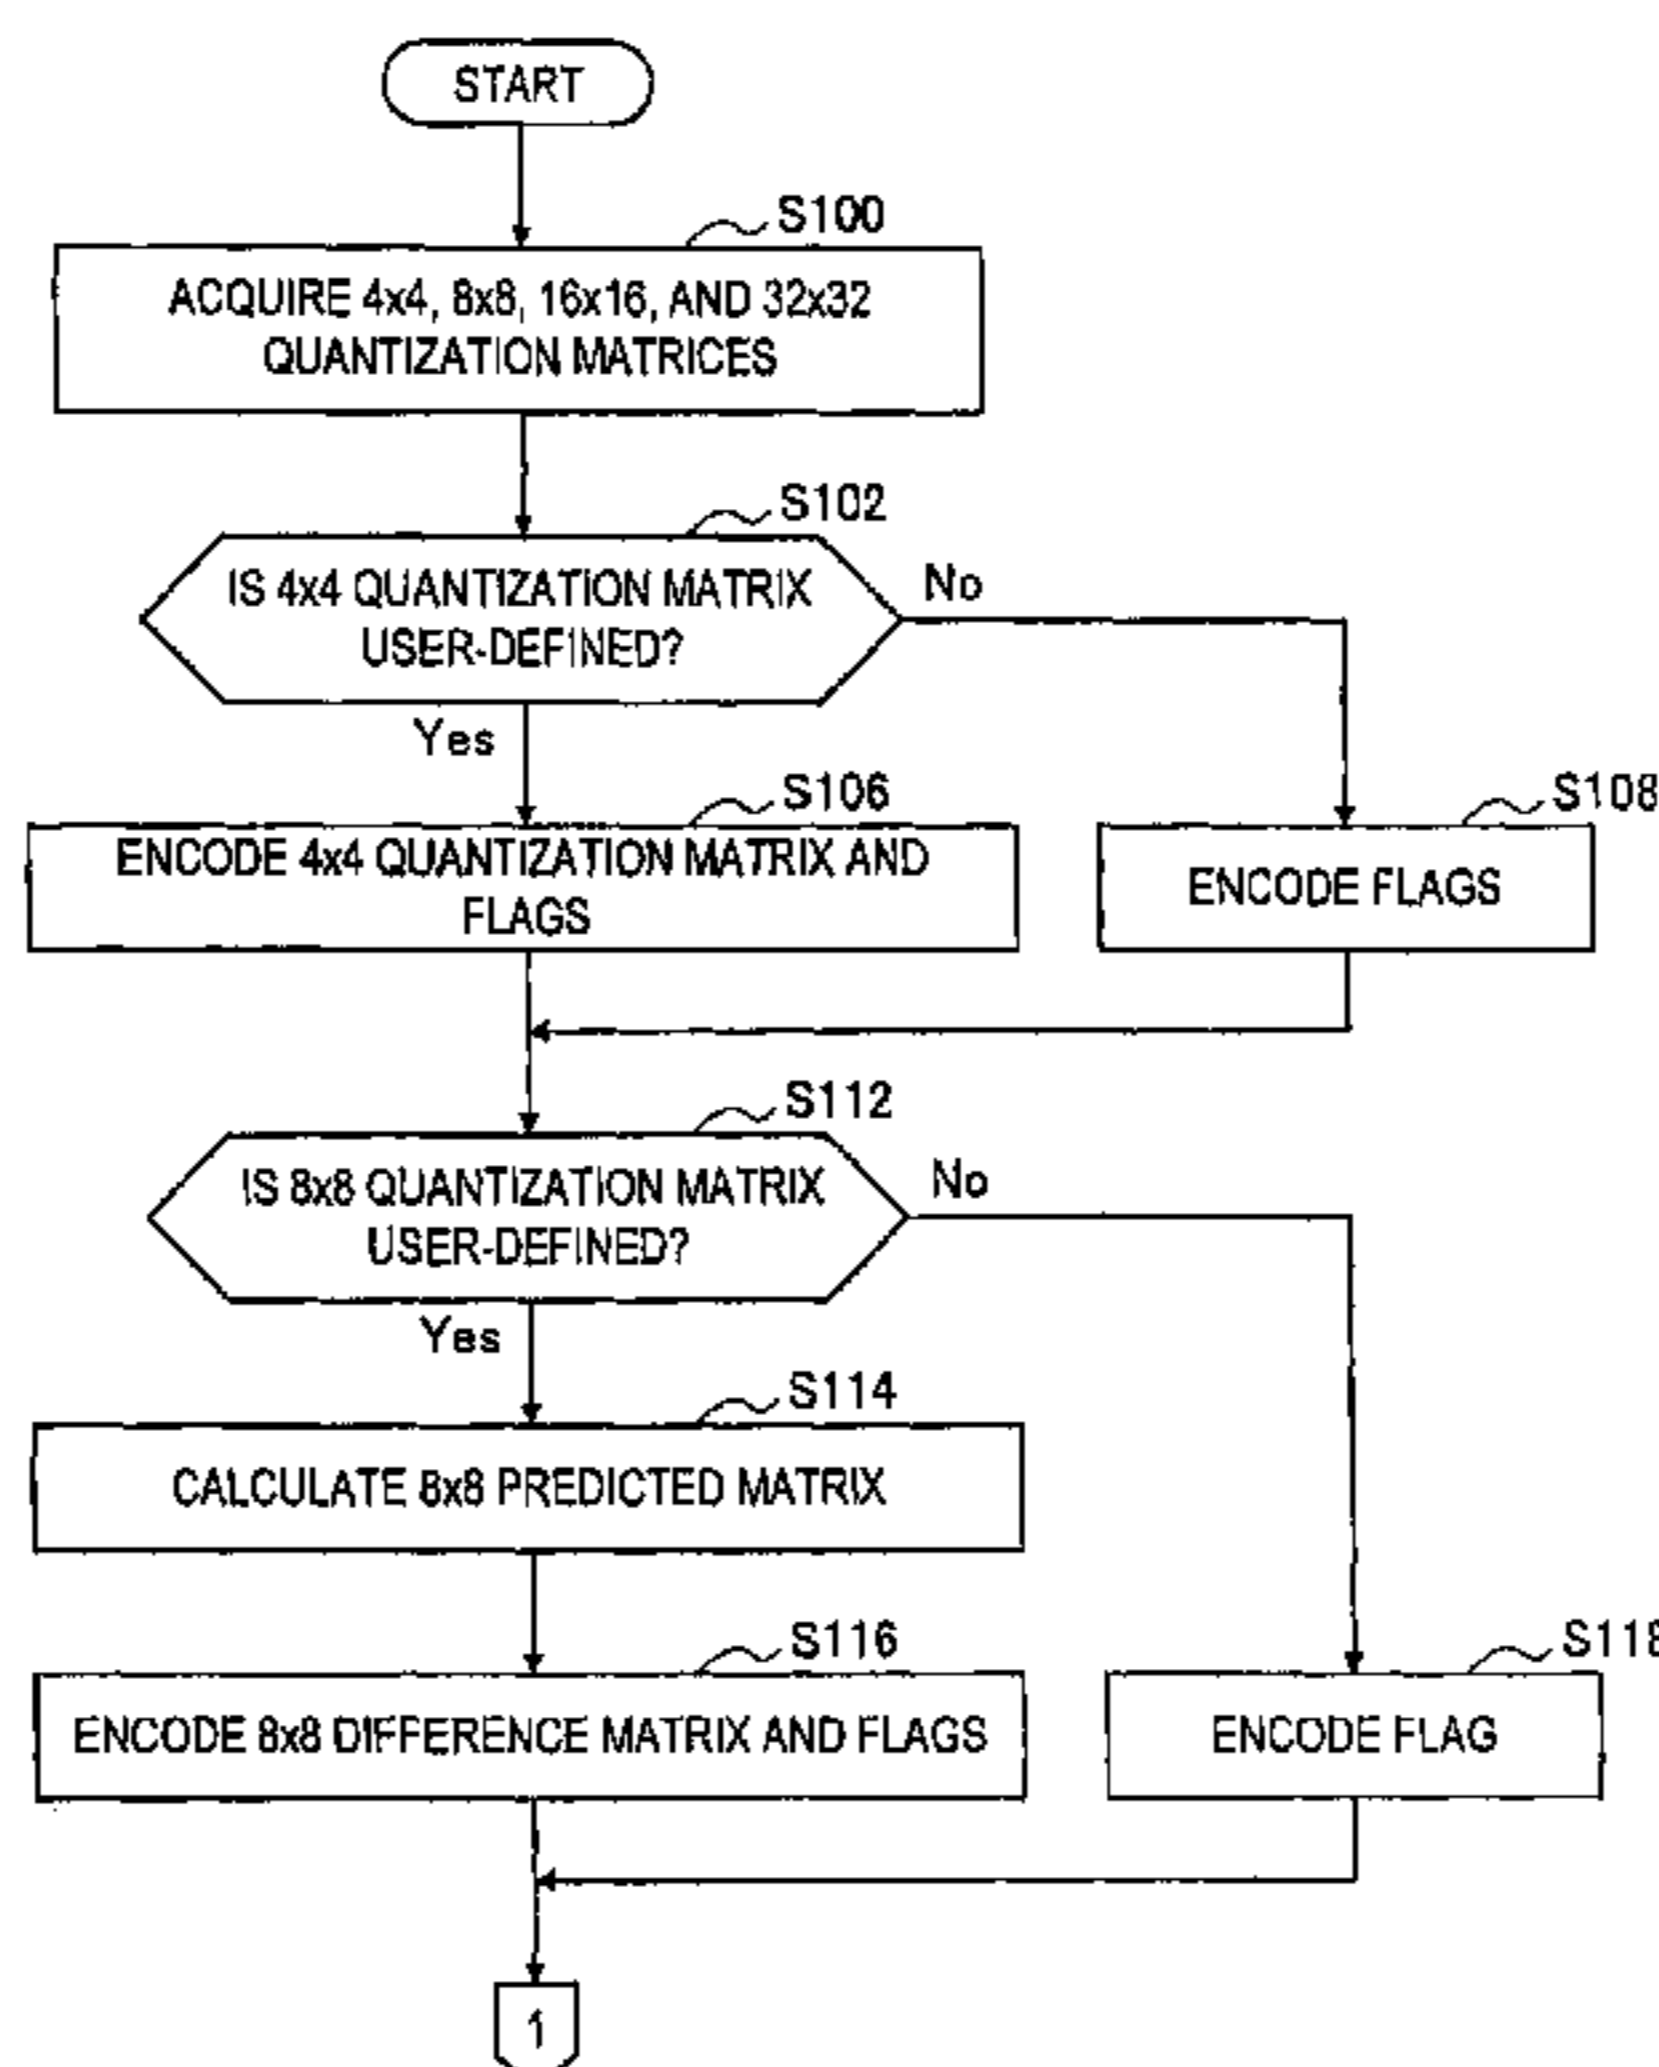 START
S100
ACQUIRE 4x4, 8x8, 16x16, AND 32x32
QUANTIZATION MATRICES
S102
IS 4x4 QUANTIZATION MATRIX
USER-DEFINED?
No
Yes
S106
ENCODE 4x4 QUANTIZATION MATRIX AND
FLAGS
S108
ENCODE FLAGS
S112
IS 8x8 QUANTIZATION MATRIX
USER-DEFINED?
No
Yes
S114
CALCULATE 8x8 PREDICTED MATRIX
S116
ENCODE 8x8 DIFFERENCE MATRIX AND FLAGS
S118
ENCODE FLAG
1